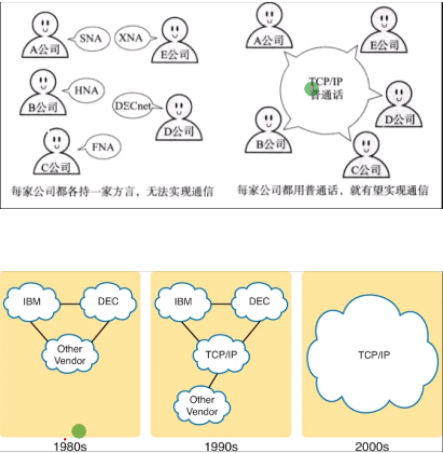 SNA
XNA
A公司
E公司
HNA
B公司
DECnet
D公司
FNA
C公司
每家公司都各持一家方言，无法实现通信
A公司
E公司
TCP/IP
普通话
D公司
B公司
C公司
每家公司都用普通话，就有望实现通信
IBM
DEC
Other
Vendor
1980s
IBM
DEC
TCP/IP
Other
Vendor
1990s
TCP/IP
2000s